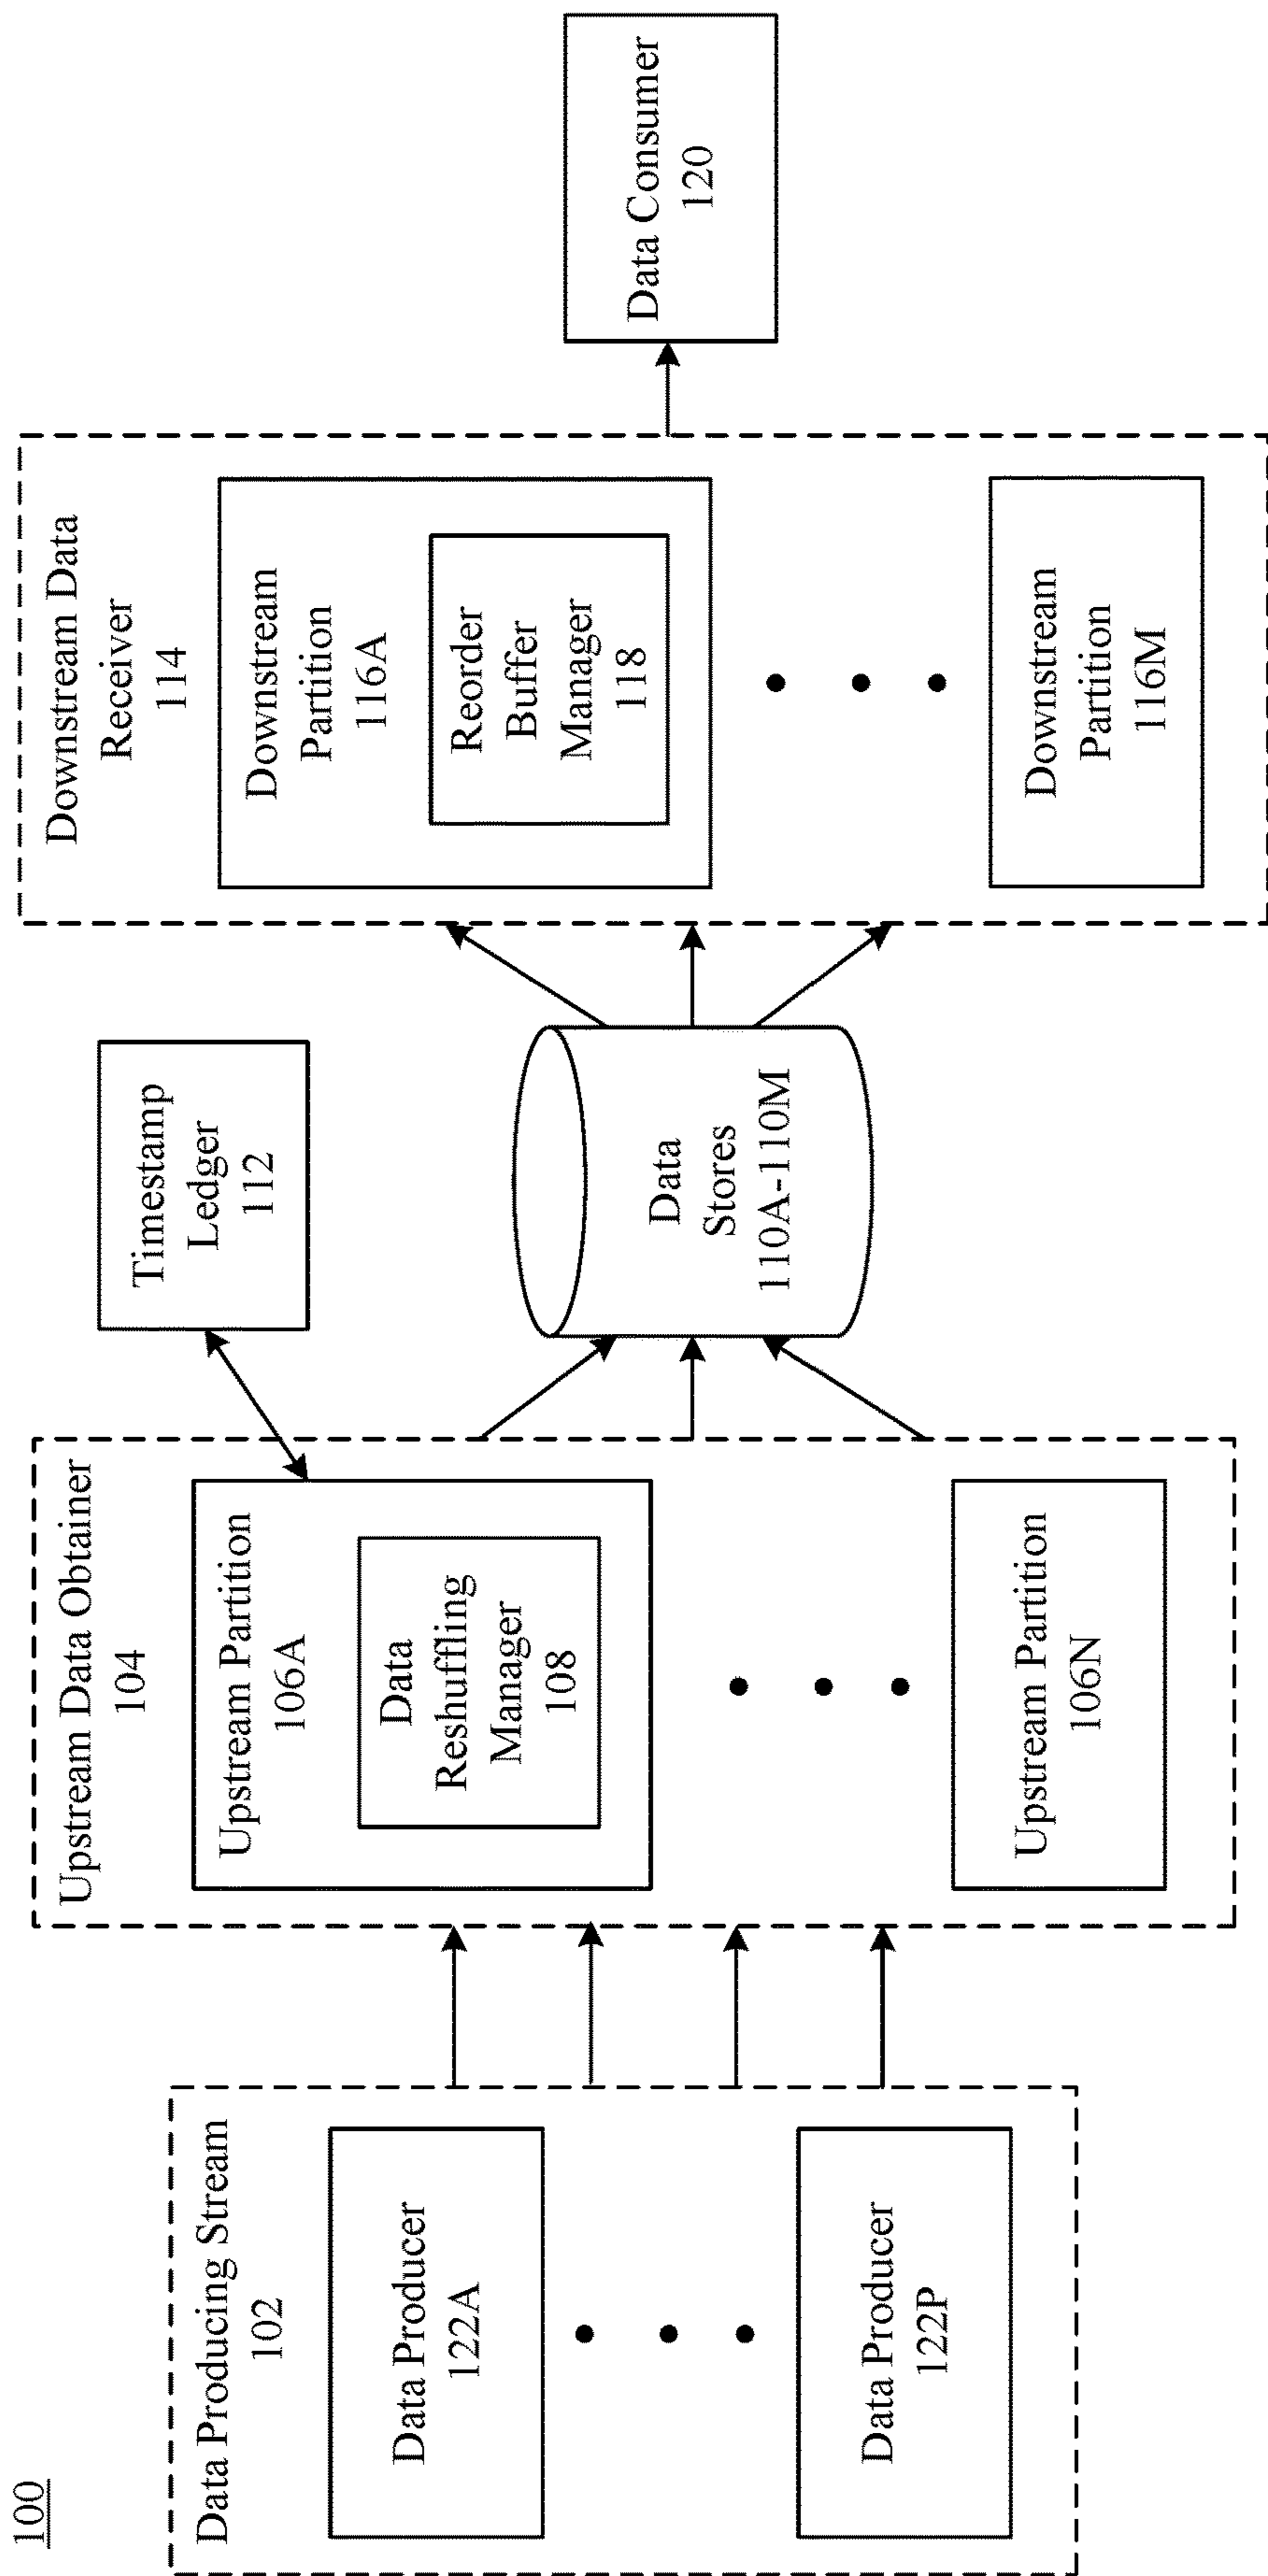 100
Data Producing Stream
102
Data Producer
122A
Data Producer
122P
Upstream Data Obtainer
104
Upstream Partition
106A
Data
Reshuffling
Manager
108
Upstream Partition
106N
Timestamp
Ledger
112
Data
Stores
110A-110M
Downstream Data
Receiver
114
Downstream
Partition
116A
Reorder
Buffer
Manager
118
Downstream
Partition
116M
Data Consumer
120